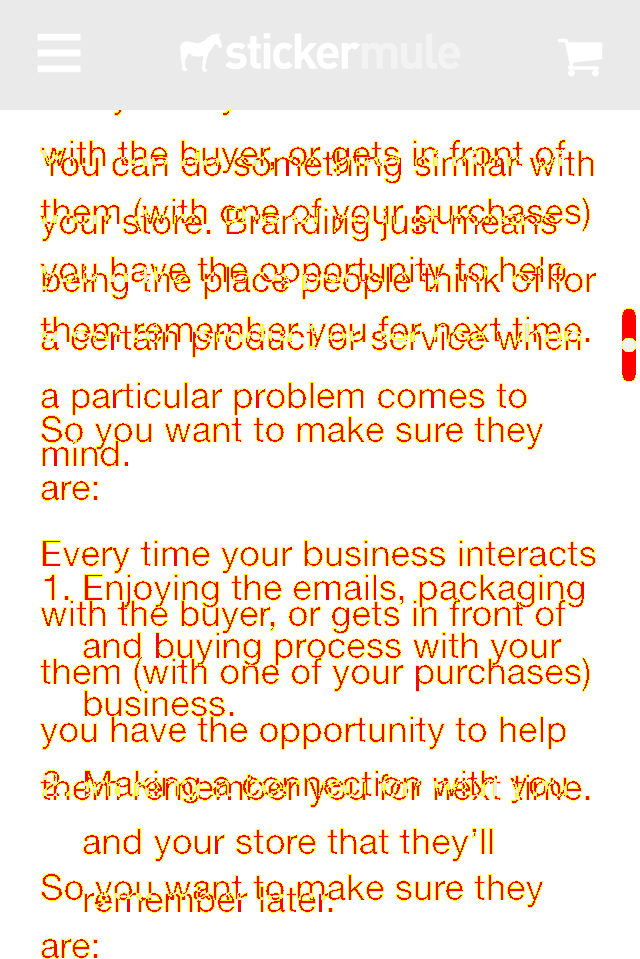 stickermule
with the buyer, or gets in front of
You can do something similar with
them (with one of your purchases)
your store. Branding just means
you have the opportunity to help
being the place people think of for
them remember you for next time.
a certain product or service when
a particular problem comes to
So you want to make sure they
mind.
are:
Every time your business interacts
1. Enjoying the emails, packaging
with the buyer, or gets in front of
and buying process with your
them (with one of your purchases)
business.
you have the opportunity to help
2. Making a connection with you
them remember you for next time.
and your store that they’ll
So you want to make sure they
remember later.
are: